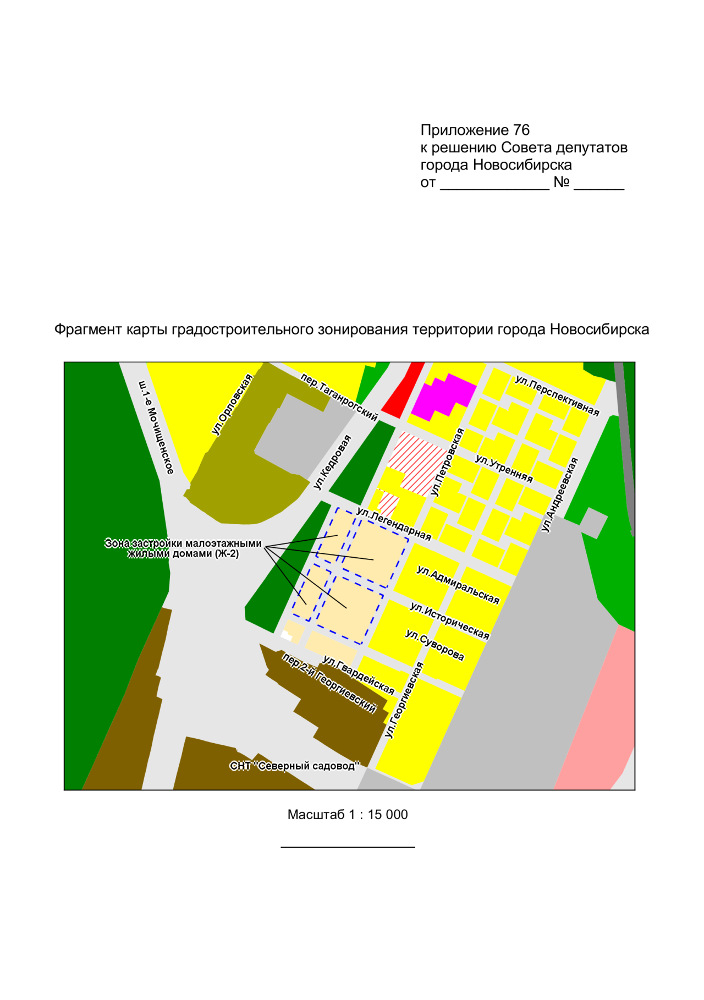 Приложение 76
к решению Совета депутатов
города Новосибирска
от _____________ № ______
Фрагмент карты градостроительного зонирования территории города Новосибирска
ш.1-е Мочищенское
ул.Орловская
пер.Таганрогский
ул.Перспективная
ул.Кедровая
ул.Петровская
ул.Утренняя
ул.Андреевская
ул.Легендарная
Зона застройки малоэтажными
жилыми домами (Ж-2)
ул.Адмиральская
ул.Историческая
ул.Суворова
ул.Гвардейская
пер.2-й Георгиевский
ул.Георгиевская
СНТ "Северный садовод"
Масштаб 1 : 15 000